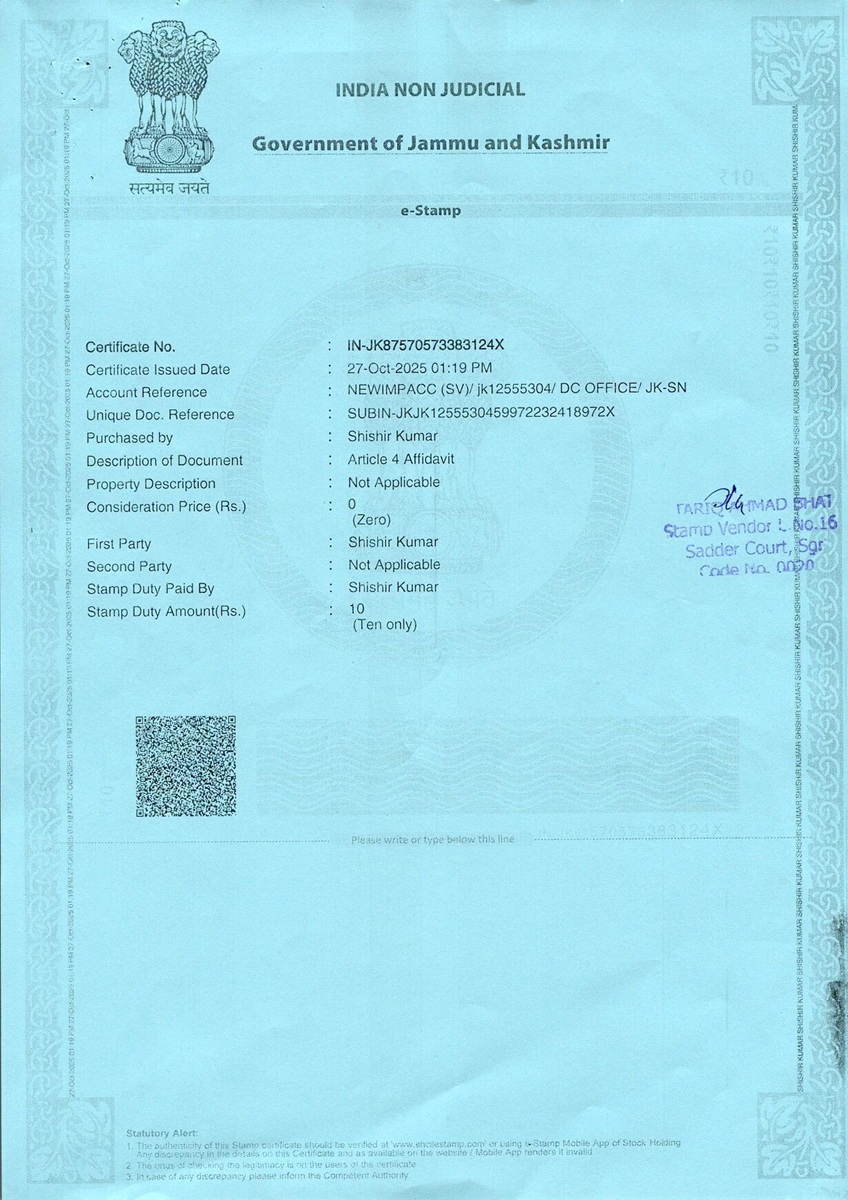 सत्यमेव जयते
INDIA NON JUDICIAL
Government of Jammu and Kashmir
₹10
e-Stamp
Certificate No. : IN-JK87570573383124X
Certificate Issued Date : 27-Oct-2025 01:19 PM
Account Reference : NEWIMPACC (SV)/ jk12555304/ DC OFFICE/ JK-SN
Unique Doc. Reference : SUBIN-JKJK1255530459972232418972X
Purchased by : Shishir Kumar
Description of Document : Article 4 Affidavit
Property Description : Not Applicable
Consideration Price (Rs.) : 0
(Zero)
First Party : Shishir Kumar
Second Party : Not Applicable
Stamp Duty Paid By : Shishir Kumar
Stamp Duty Amount(Rs.) : 10
(Ten only)
TARIQ AHMAD BHAT
Stamp Vendor L.No.16
Sadder Court, Sgr
Code No. 0020
Please write or type below this line
Statutory Alert:
1. The authenticity of this Stamp certificate should be verified at 'www.shcilestamp.com' or using e-Stamp Mobile App of Stock Holding
Any discrepancy in the details on this Certificate and as available on the website / Mobile App renders it invalid
2. The onus of checking the legitimacy is on the users of the certificate
3. In case of any discrepancy please inform the Competent Authority